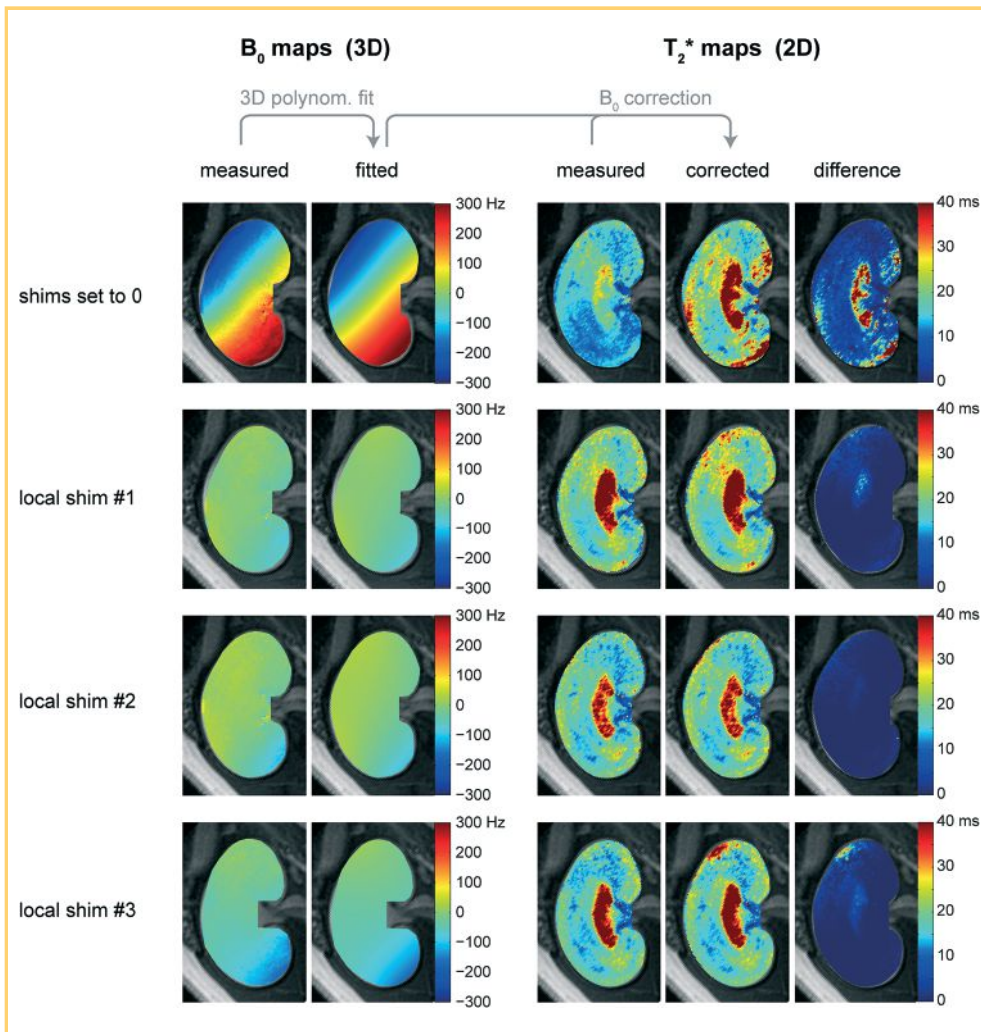 B0 maps (3D)
T2* maps (2D)
3D polynom. fit
B0 correction
measured
fitted
measured
corrected
difference
shims set to 0
300 Hz
200
100
0
−100
−200
−300
40 ms
30
20
10
0
local shim #1
300 Hz
200
100
0
−100
−200
−300
40 ms
30
20
10
0
local shim #2
300 Hz
200
100
0
−100
−200
−300
40 ms
30
20
10
0
local shim #3
300 Hz
200
100
0
−100
−200
−300
40 ms
30
20
10
0